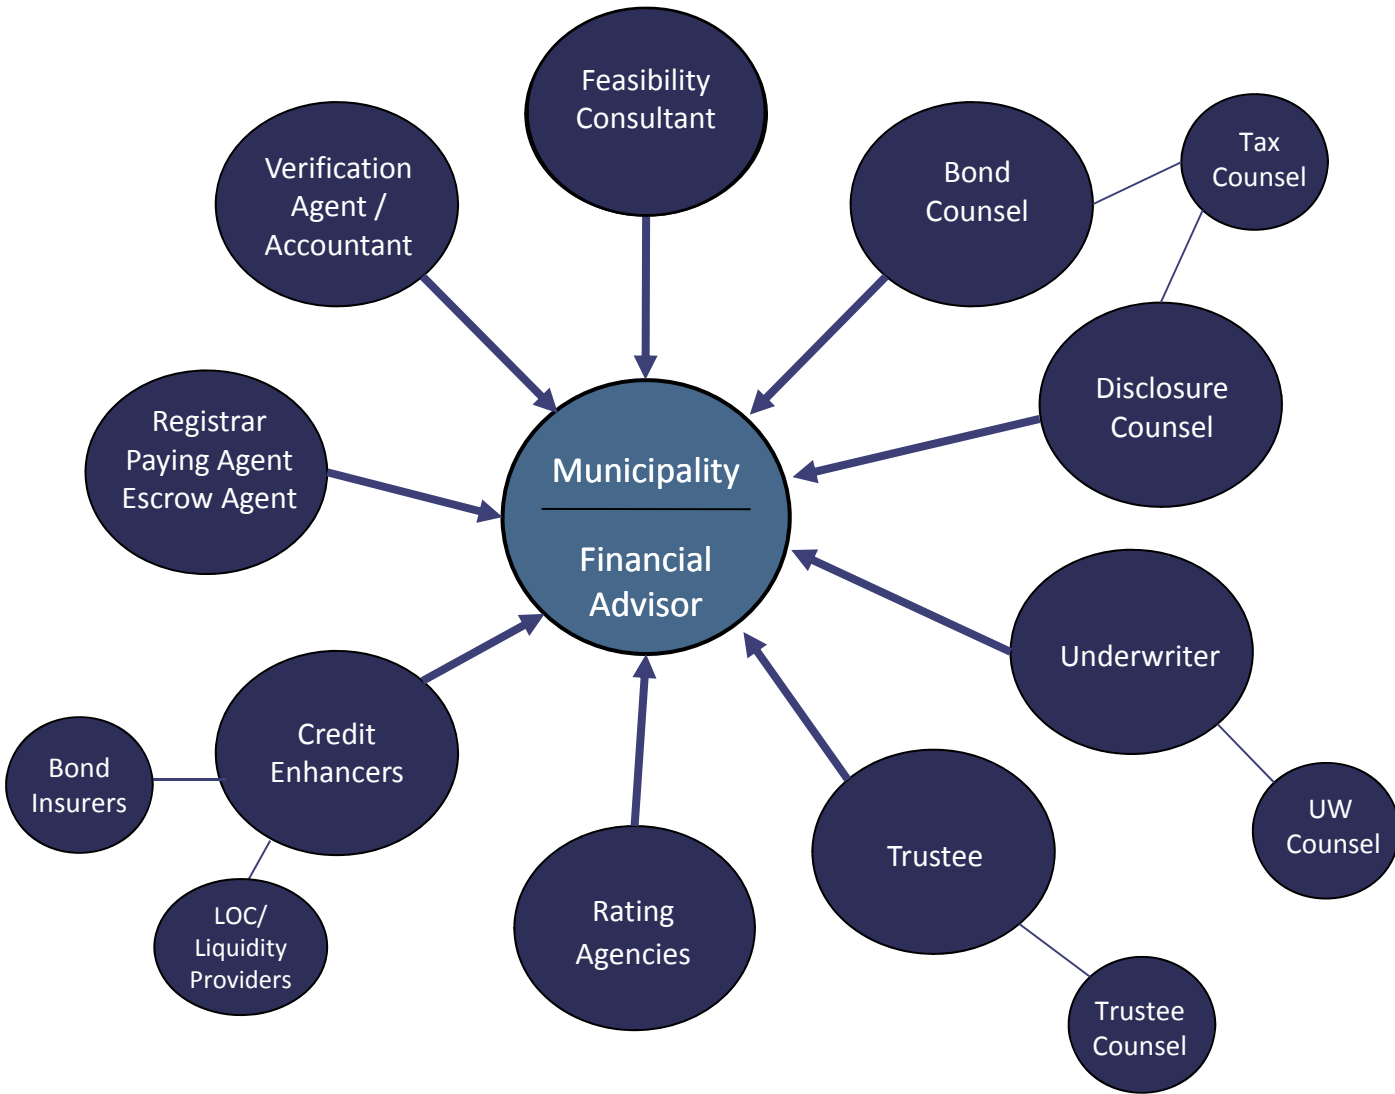 Feasibility
Consultant
Verification
Agent /
Accountant
Bond
Counsel
Tax
Counsel
Disclosure
Counsel
Registrar
Paying Agent
Escrow Agent
Municipality
Financial
Advisor
Underwriter
UW
Counsel
Credit
Enhancers
Bond
Insurers
LOC/
Liquidity
Providers
Rating
Agencies
Trustee
Trustee
Counsel